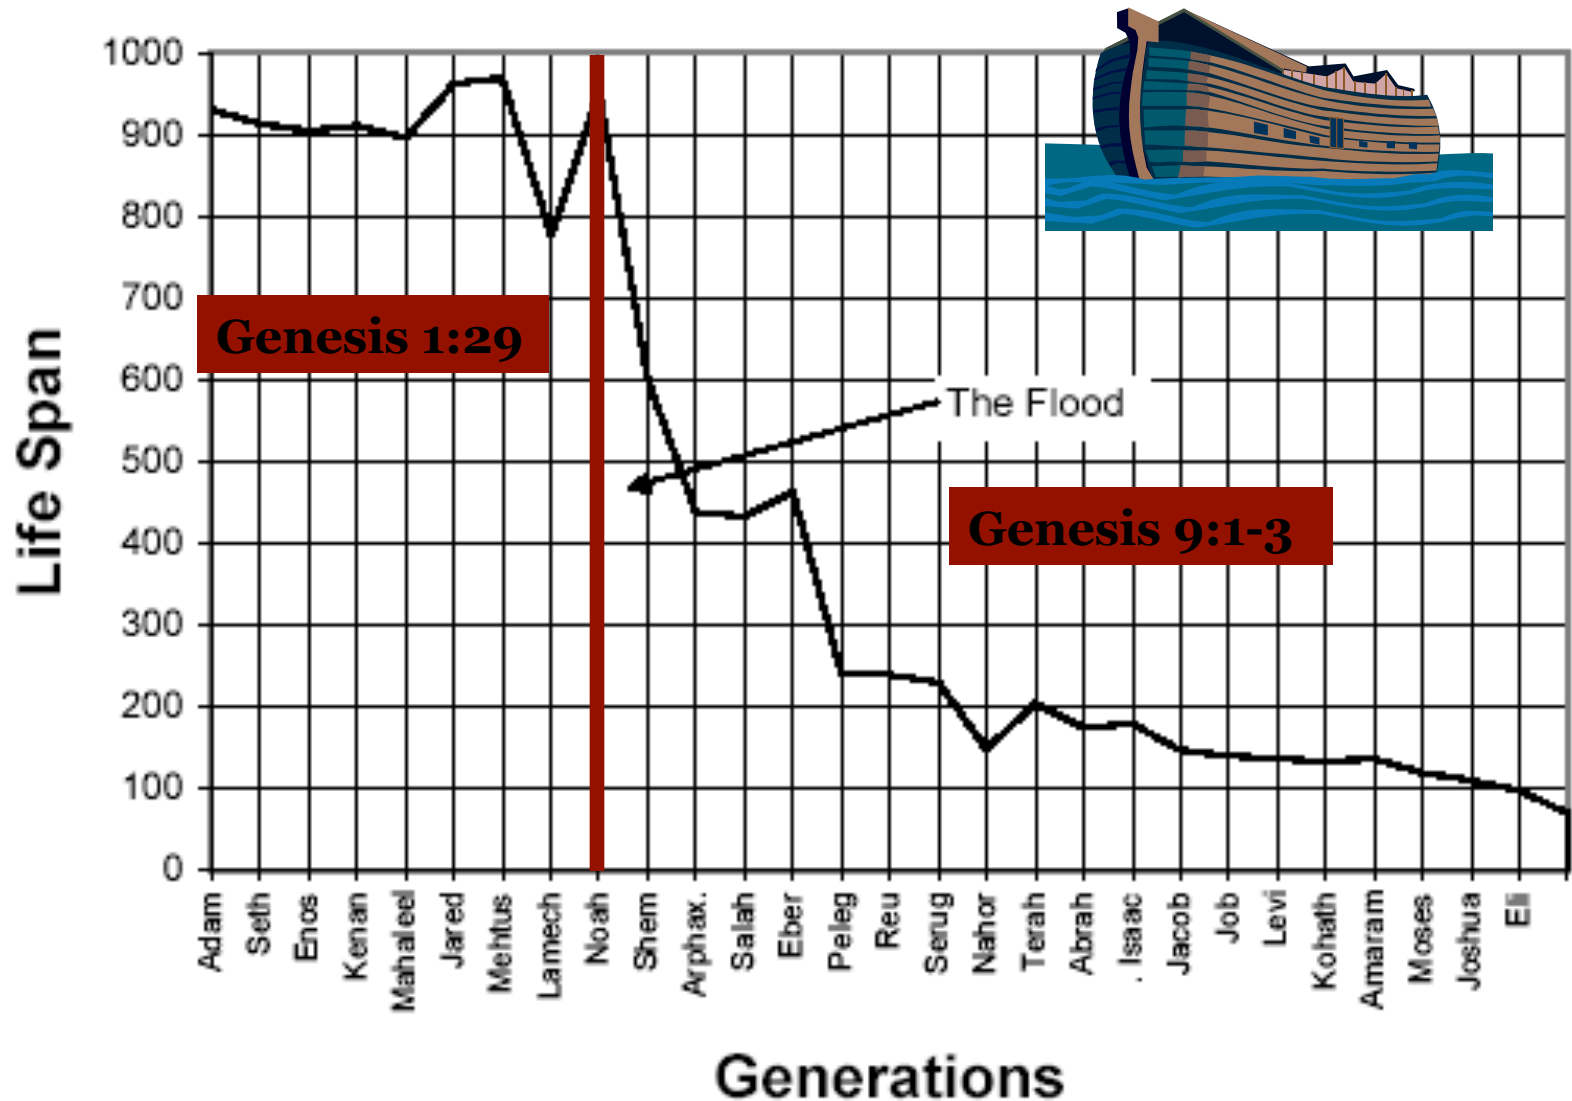 1000
900
800
700
600
500
400
300
200
100
0
Life Span
Genesis 1:29
The Flood
Genesis 9:1-3
Adam
Seth
Enos
Kenan
Mahaleel
Jared
Mehtus
Lamech
Noah
Shem
Arphax.
Salah
Eber
Peleg
Reu
Serug
Nahor
Terah
Abrah
. Isaac
Jacob
Job
Levi
Kohath
Amaram
Moses
Joshua
Eli
Generations